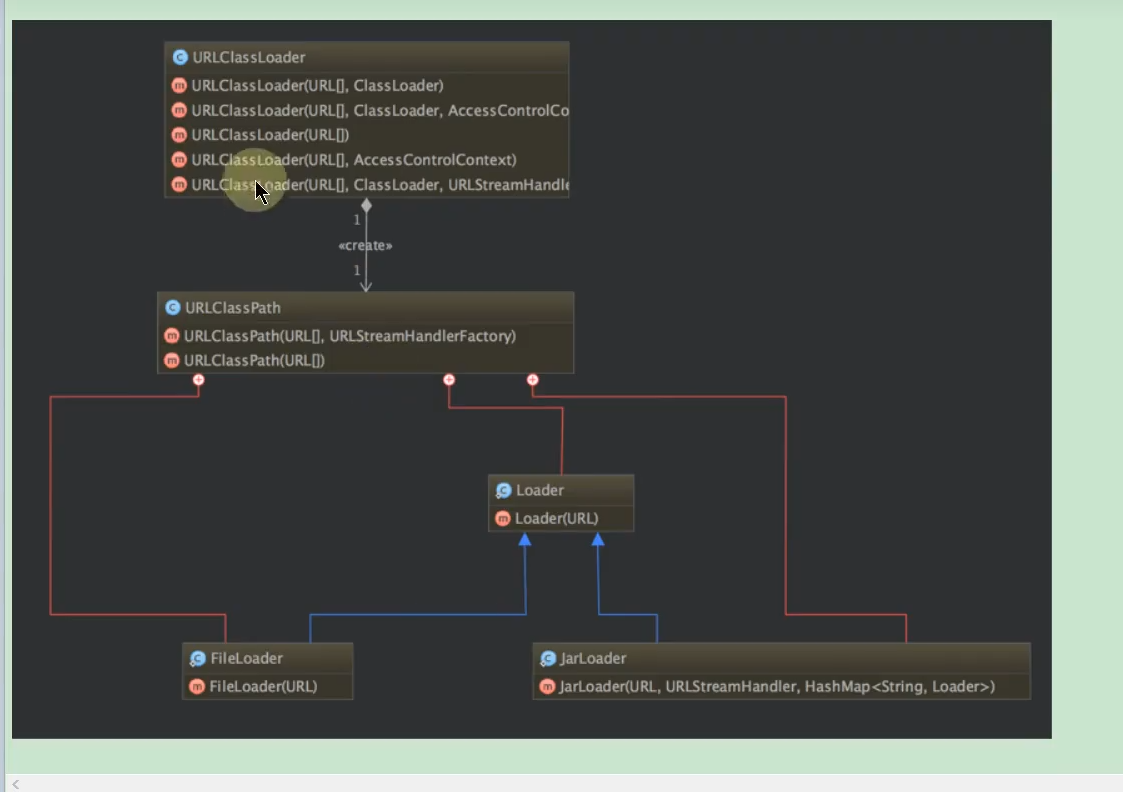 URLClassLoader
URLClassLoader(URL[], ClassLoader)
URLClassLoader(URL[], ClassLoader, AccessControlCo
URLClassLoader(URL[])
URLClassLoader(URL[], AccessControlContext)
URLClassLoader(URL[], ClassLoader, URLStreamHandle
1
«create»
1
URLClassPath
URLClassPath(URL[], URLStreamHandlerFactory)
URLClassPath(URL[])
Loader
Loader(URL)
FileLoader
FileLoader(URL)
JarLoader
JarLoader(URL, URLStreamHandler, HashMap<String, Loader>)